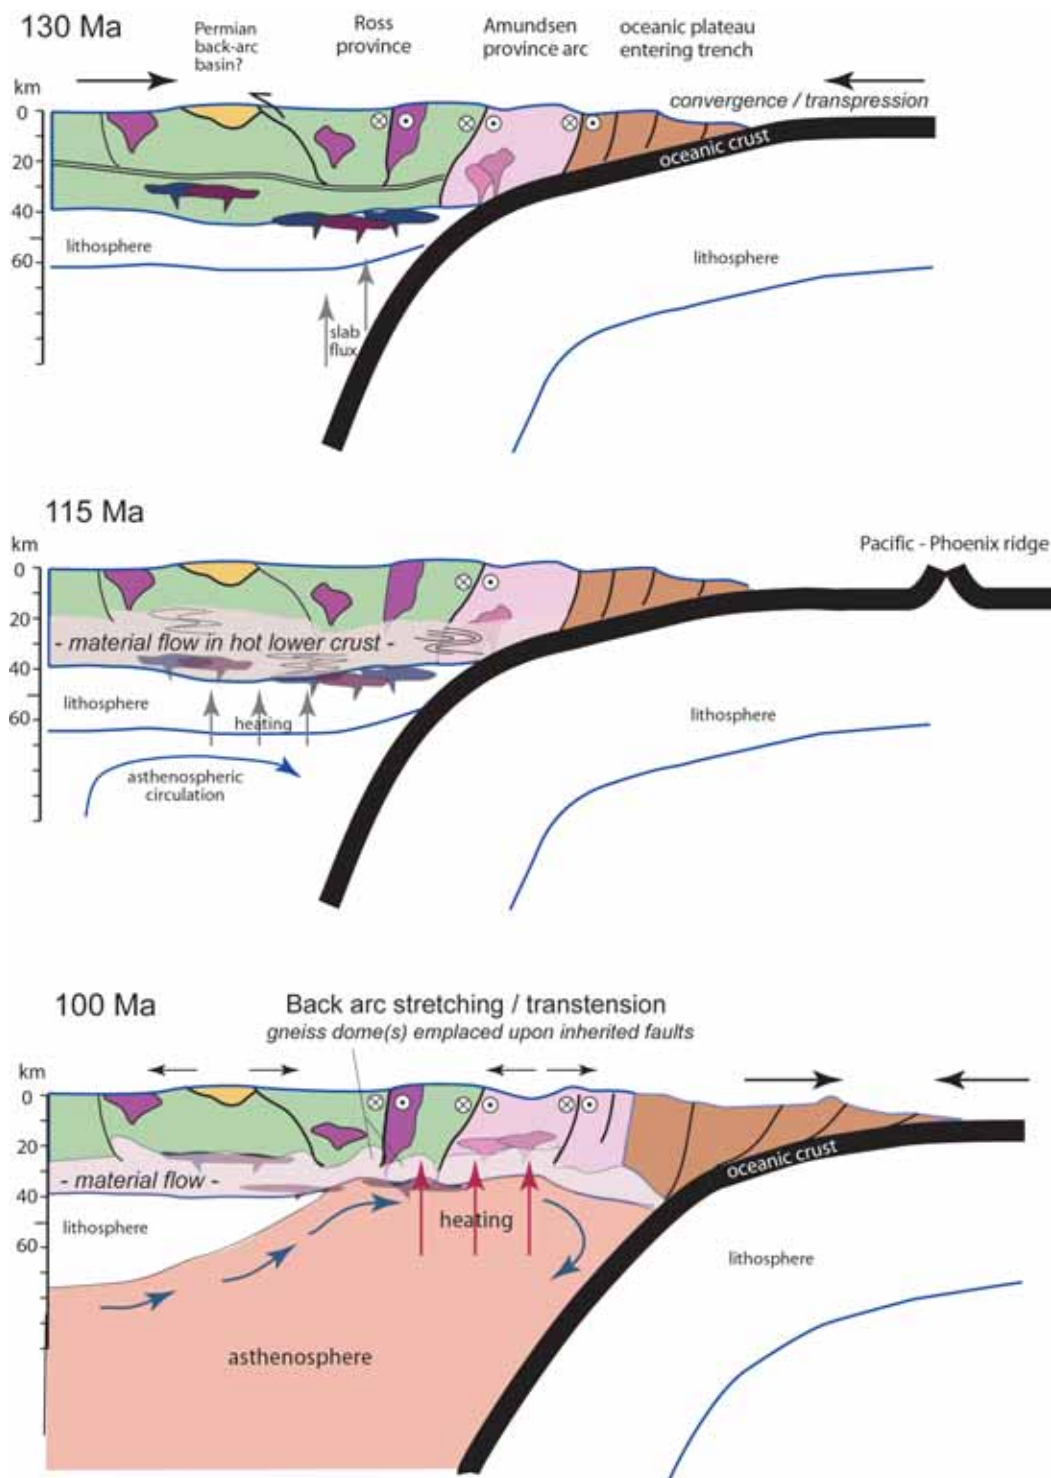 130 Ma
Permian
back-arc
basin?
Ross
province
Amundsen
province arc
oceanic plateau
entering trench
km
convergence / transpression
0
20
40
60
oceanic crust
lithosphere
lithosphere
slab
flux
115 Ma
km
Pacific - Phoenix ridge
0
20
- material flow in hot lower crust -
40
lithosphere
60
heating
lithosphere
asthenospheric
circulation
100 Ma
Back arc stretching / transtension
gneiss dome(s) emplaced upon inherited faults
km
0
20
oceanic crust
- material flow -
40
lithosphere
heating
60
lithosphere
asthenosphere